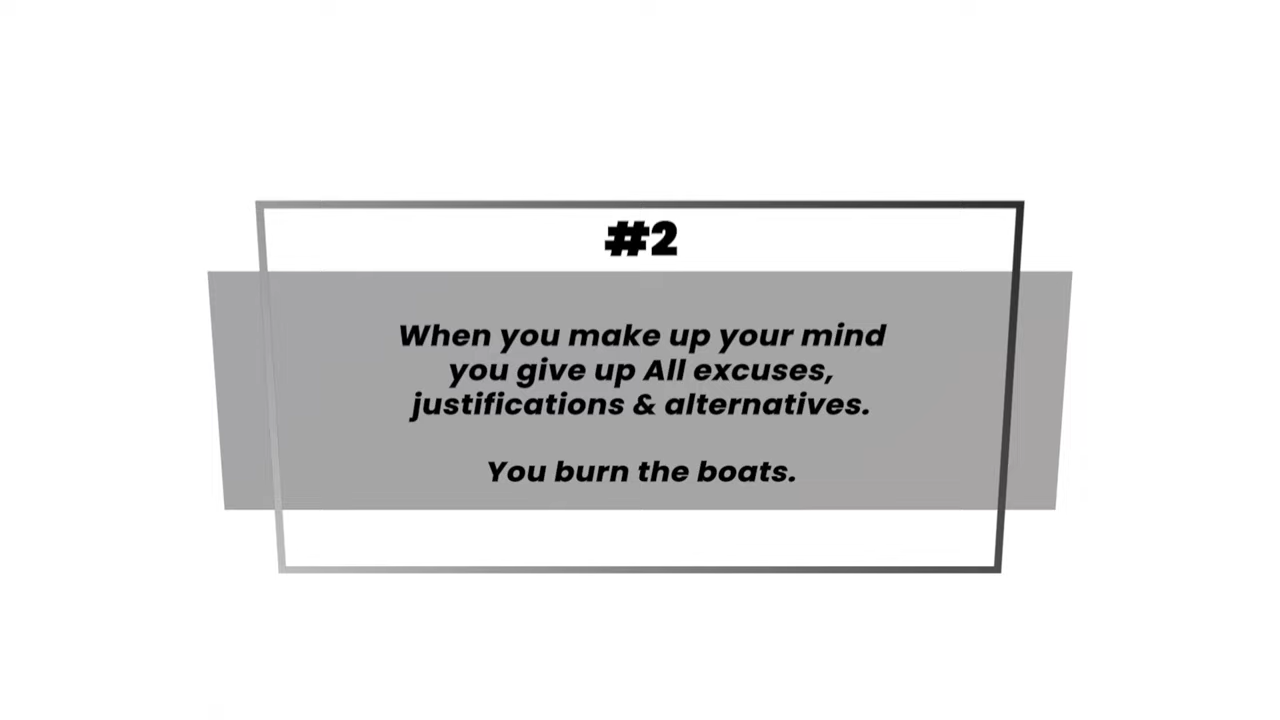 #2
When you make up your mind
you give up All excuses,
justifications & alternatives.
You burn the boats.